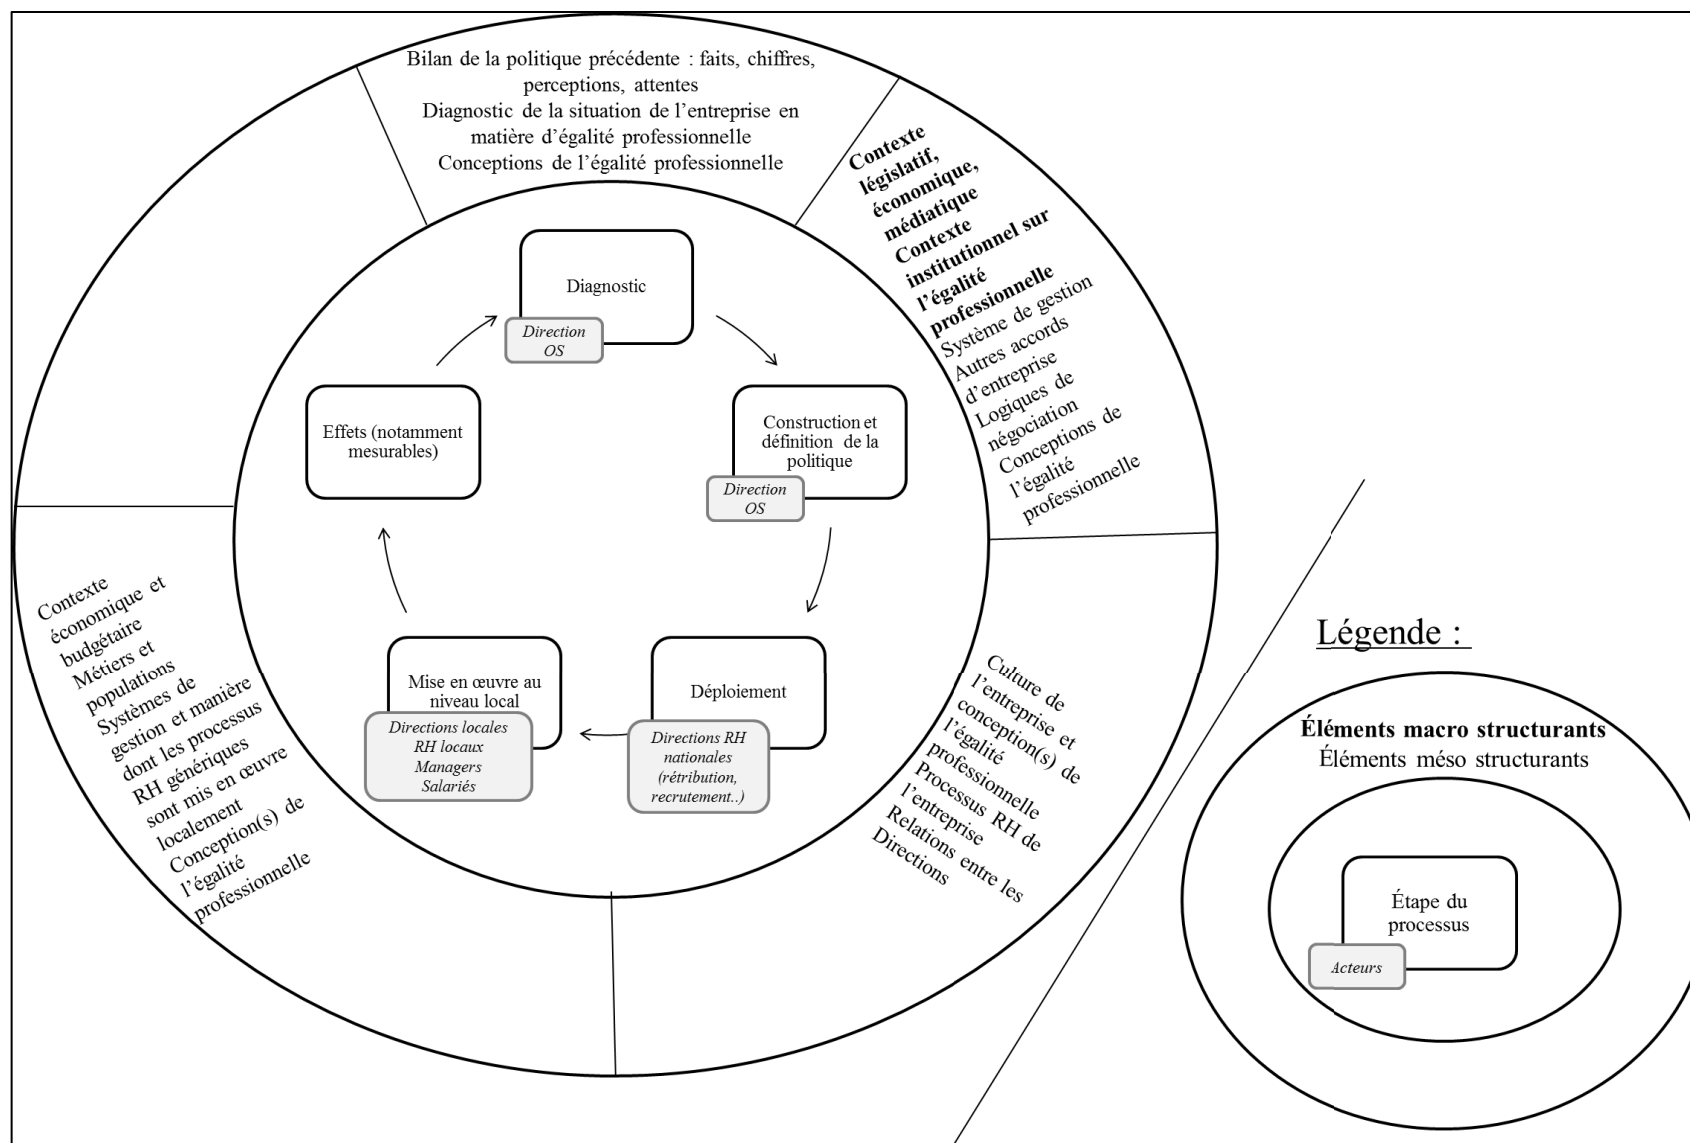 Bilan de la politique précédente : faits, chiffres,
perceptions, attentes
Diagnostic de la situation de l’entreprise en
matière d’égalité professionnelle
Conceptions de l’égalité professionnelle
Contexte
législatif,
économique,
médiatique
Contexte
institutionnel sur
l’égalité
professionnelle
Système de gestion
Autres accords
d’entreprise
Logiques de
négociation
Conceptions de
l’égalité
professionnelle
Diagnostic
Direction
OS
Construction et
définition de la
politique
Direction
OS
Effets (notamment
mesurables)
Mise en œuvre au
niveau local
Directions locales
RH locaux
Managers
Salariés
Déploiement
Directions RH
nationales
(rétribution,
recrutement..)
Culture de
l’entreprise et
conception(s) de
l’égalité
professionnelle
Processus RH de
l’entreprise
Relations entre les
Directions
Contexte
économique et
budgétaire
Métiers et
populations
Systèmes de
gestion et manière
dont les processus
RH génériques
sont mis en œuvre
localement
Conception(s) de
l’égalité
professionnelle
Légende :
Éléments macro structurants
Éléments méso structurants
Étape du
processus
Acteurs